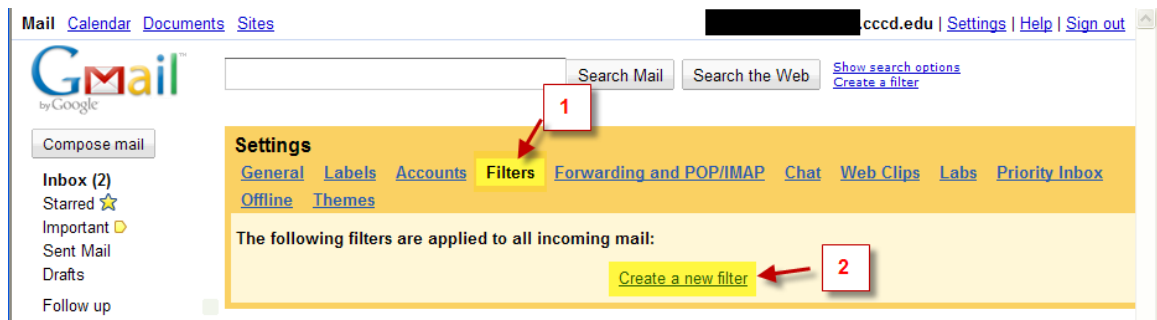 Mail Calendar Documents Sites .cccd.edu | Settings | Help | Sign out
Gmail™
by Google
Search Mail Search the Web Show search options
Create a filter
1
Compose mail
Settings
General Labels Accounts Filters Forwarding and POP/IMAP Chat Web Clips Labs Priority Inbox
Offline Themes
Inbox (2)
Starred
Important
Sent Mail
Drafts
Follow up
The following filters are applied to all incoming mail:
Create a new filter 2